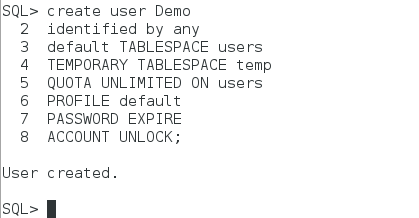 SQL> create user Demo
2 identified by any
3 default TABLESPACE users
4 TEMPORARY TABLESPACE temp
5 QUOTA UNLIMITED ON users
6 PROFILE default
7 PASSWORD EXPIRE
8 ACCOUNT UNLOCK;
User created.
SQL>